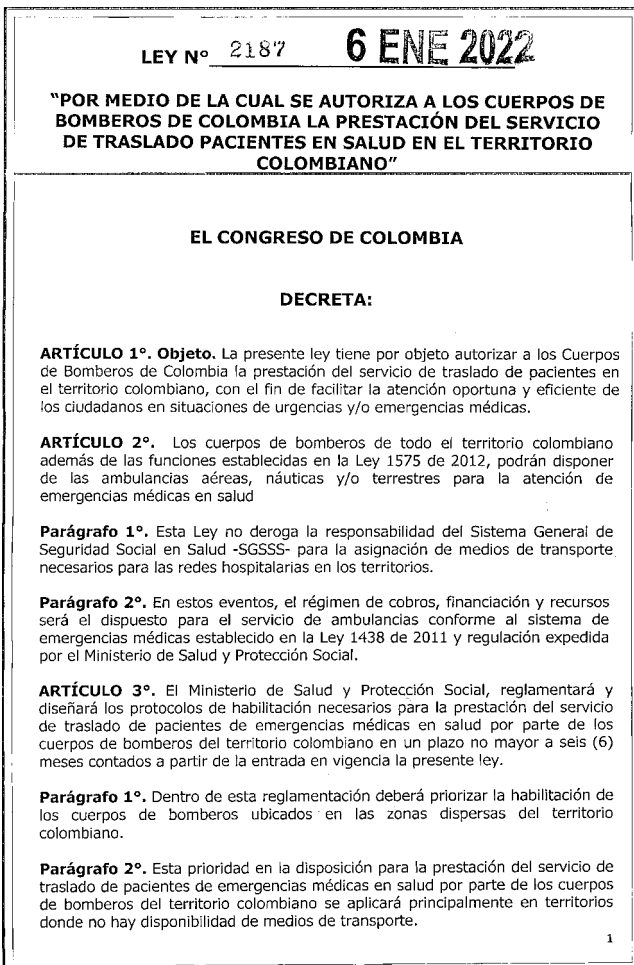 LEY Nº 2187 6 ENE 2022
"POR MEDIO DE LA CUAL SE AUTORIZA A LOS CUERPOS DE
BOMBEROS DE COLOMBIA LA PRESTACIÓN DEL SERVICIO
DE TRASLADO PACIENTES EN SALUD EN EL TERRITORIO
COLOMBIANO"
EL CONGRESO DE COLOMBIA
DECRETA:
ARTÍCULO 1º. Objeto. La presente ley tiene por objeto autorizar a los Cuerpos
de Bomberos de Colombia la prestación del servicio de traslado de pacientes en
el territorio colombiano, con el fin de facilitar la atención oportuna y eficiente de
los ciudadanos en situaciones de urgencias y/o emergencias médicas.
ARTÍCULO 2º. Los cuerpos de bomberos de todo el territorio colombiano
además de las funciones establecidas en la Ley 1575 de 2012, podrán disponer
de las ambulancias aéreas, náuticas y/o terrestres para la atención de
emergencias médicas en salud
Parágrafo 1º. Esta Ley no deroga la responsabilidad del Sistema General de
Seguridad Social en Salud -SGSSS- para la asignación de medios de transporte
necesarios para las redes hospitalarias en los territorios.
Parágrafo 2º. En estos eventos, el régimen de cobros, financiación y recursos
será el dispuesto para el servicio de ambulancias conforme al sistema de
emergencias médicas establecido en la Ley 1438 de 2011 y regulación expedida
por el Ministerio de Salud y Protección Social.
ARTÍCULO 3º. El Ministerio de Salud y Protección Social, reglamentará y
diseñará los protocolos de habilitación necesarios para la prestación del servicio
de traslado de pacientes de emergencias médicas en salud por parte de los
cuerpos de bomberos del territorio colombiano en un plazo no mayor a seis (6)
meses contados a partir de la entrada en vigencia la presente ley.
Parágrafo 1º. Dentro de esta reglamentación deberá priorizar la habilitación de
los cuerpos de bomberos ubicados en las zonas dispersas del territorio
colombiano.
Parágrafo 2º. Esta prioridad en la disposición para la prestación del servicio de
traslado de pacientes de emergencias médicas en salud por parte de los cuerpos
de bomberos del territorio colombiano se aplicará principalmente en territorios
donde no hay disponibilidad de medios de transporte.
1